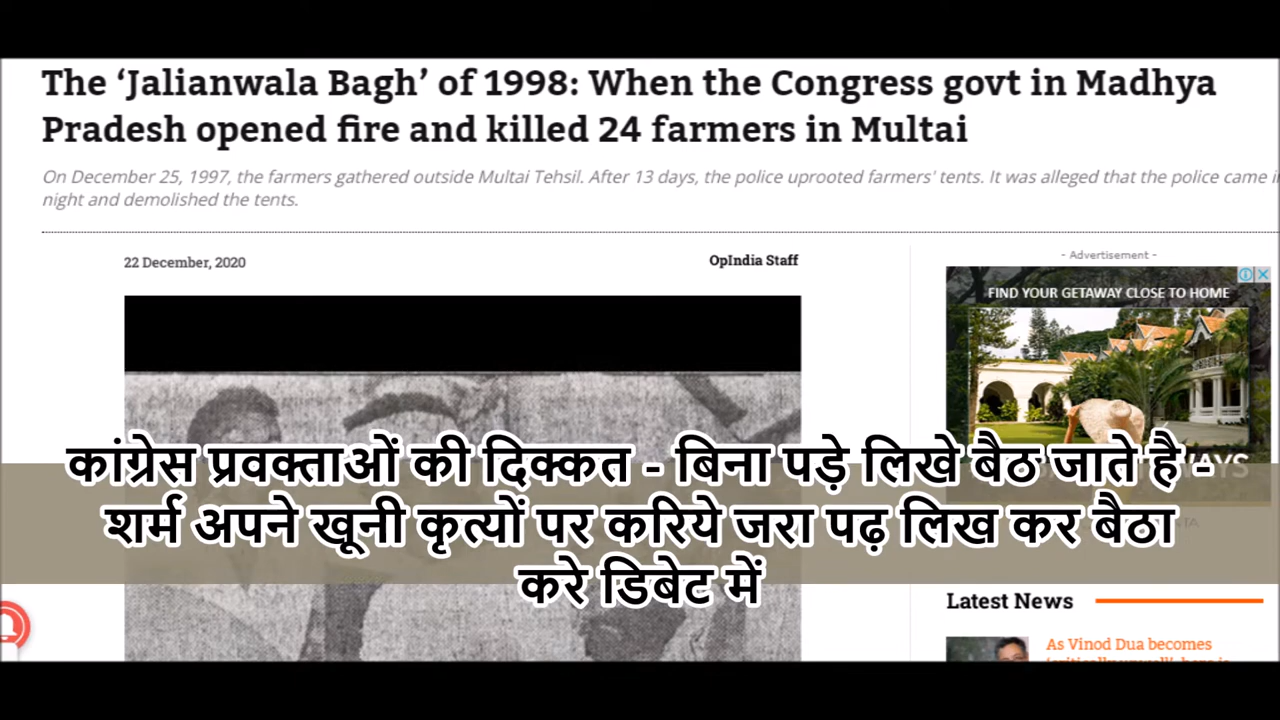 The ‘Jalianwala Bagh’ of 1998: When the Congress govt in Madhya
Pradesh opened fire and killed 24 farmers in Multai
On December 25, 1997, the farmers gathered outside Multai Tehsil. After 13 days, the police uprooted farmers' tents. It was alleged that the police came
night and demolished the tents.
22 December, 2020
OpIndia Staff
- Advertisement -
FIND YOUR GETAWAY CLOSE TO HOME
कांग्रेस प्रवक्ताओं की दिक्कत - बिना पड़े लिखे बैठ जाते है -
शर्म अपने खूनी कृत्यों पर करिये जरा पढ़ लिख कर बैठा
करे डिबेट में
Latest News
As Vinod Dua becomes